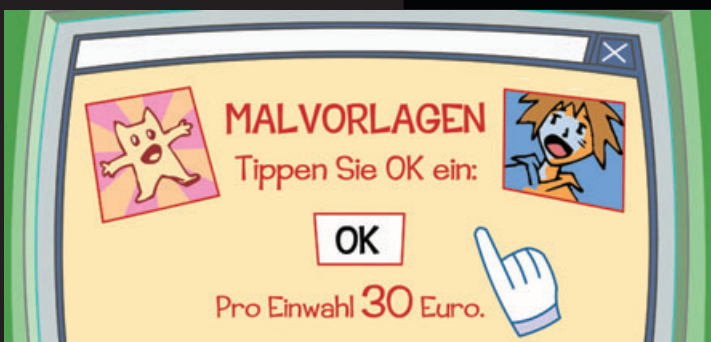 MALVORLAGEN
Tippen Sie OK ein:
OK
Pro Einwahl 30 Euro.